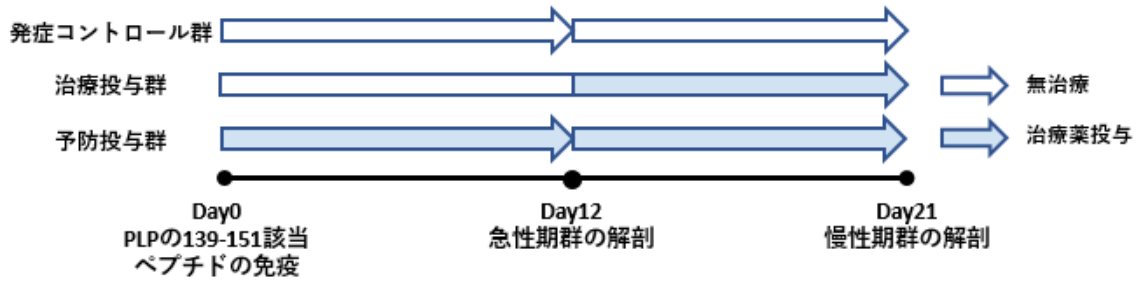 発症コントロール群
治療投与群
無治療
予防投与群
治療薬投与
Day0
PLPの139-151該当
ペプチドの免疫
Day12
急性期群の解剖
Day21
慢性期群の解剖